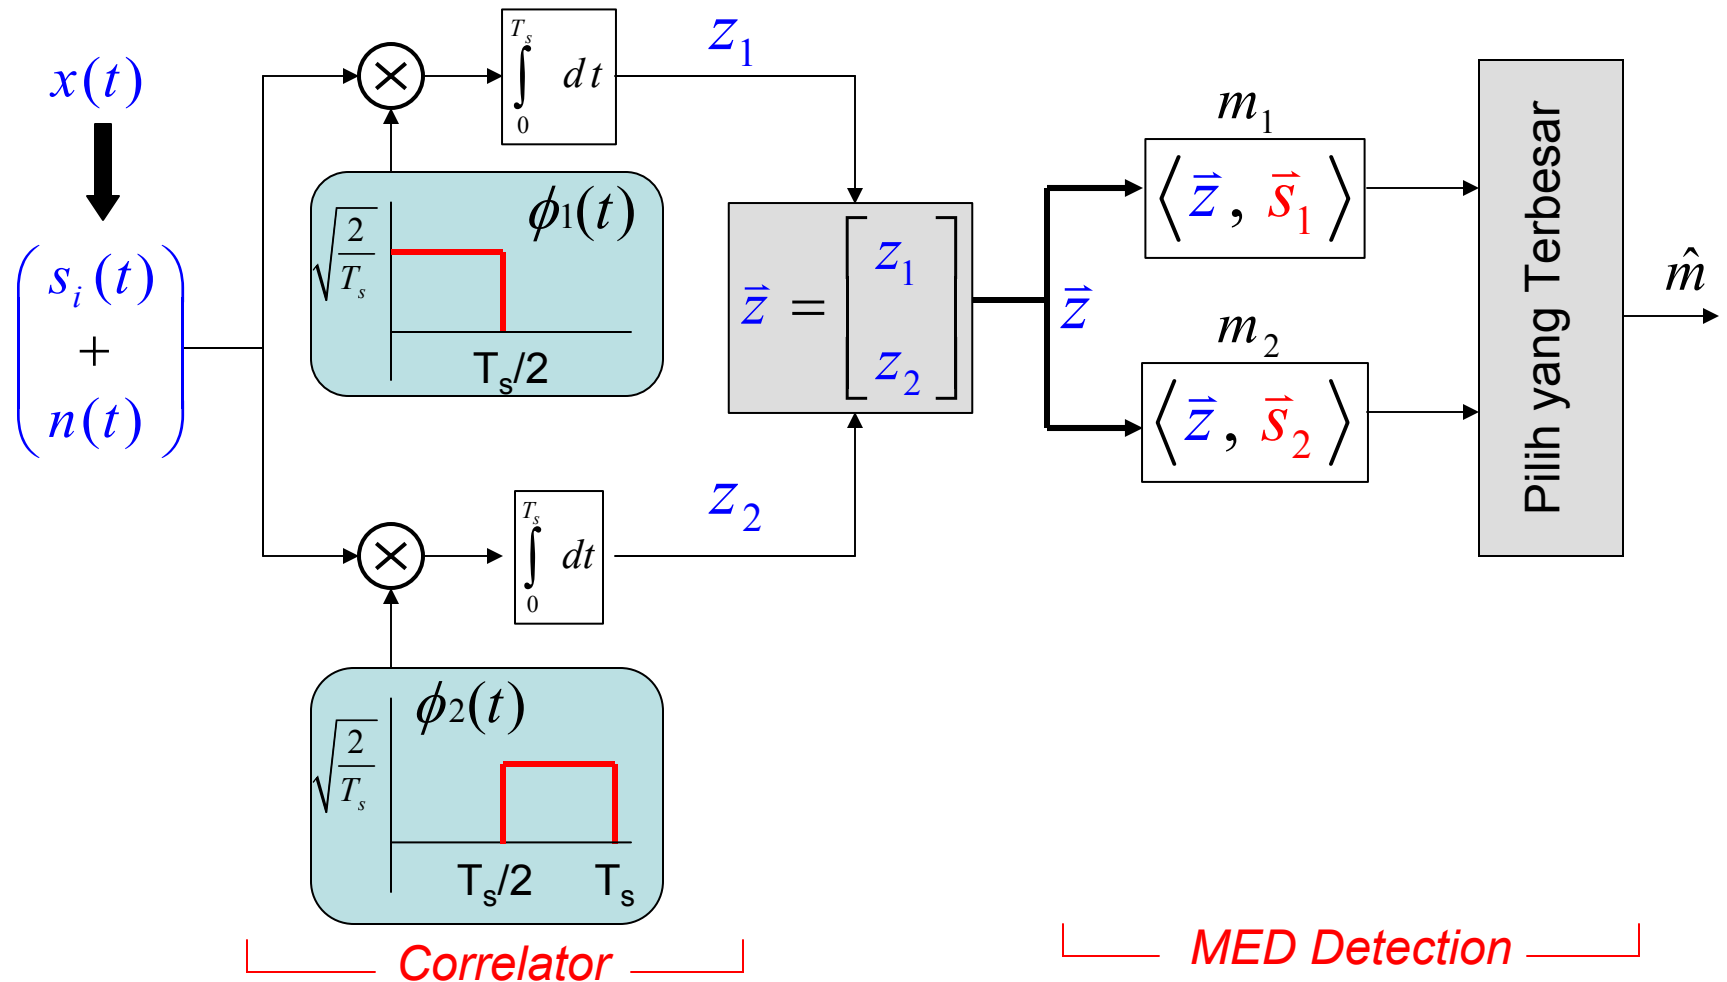 x(t)
s_i(t)
+
n(t)
∫_0^{T_s} dt
z_1
φ1(t)
√(2/T_s)
T_s/2
z⃗ = [z_1 z_2]
∫_0^{T_s} dt
z_2
φ2(t)
√(2/T_s)
T_s/2 T_s
Correlator
z⃗
m_1
⟨z⃗, s⃗_1⟩
m_2
⟨z⃗, s⃗_2⟩
Pilih yang Terbesar
m̂
MED Detection